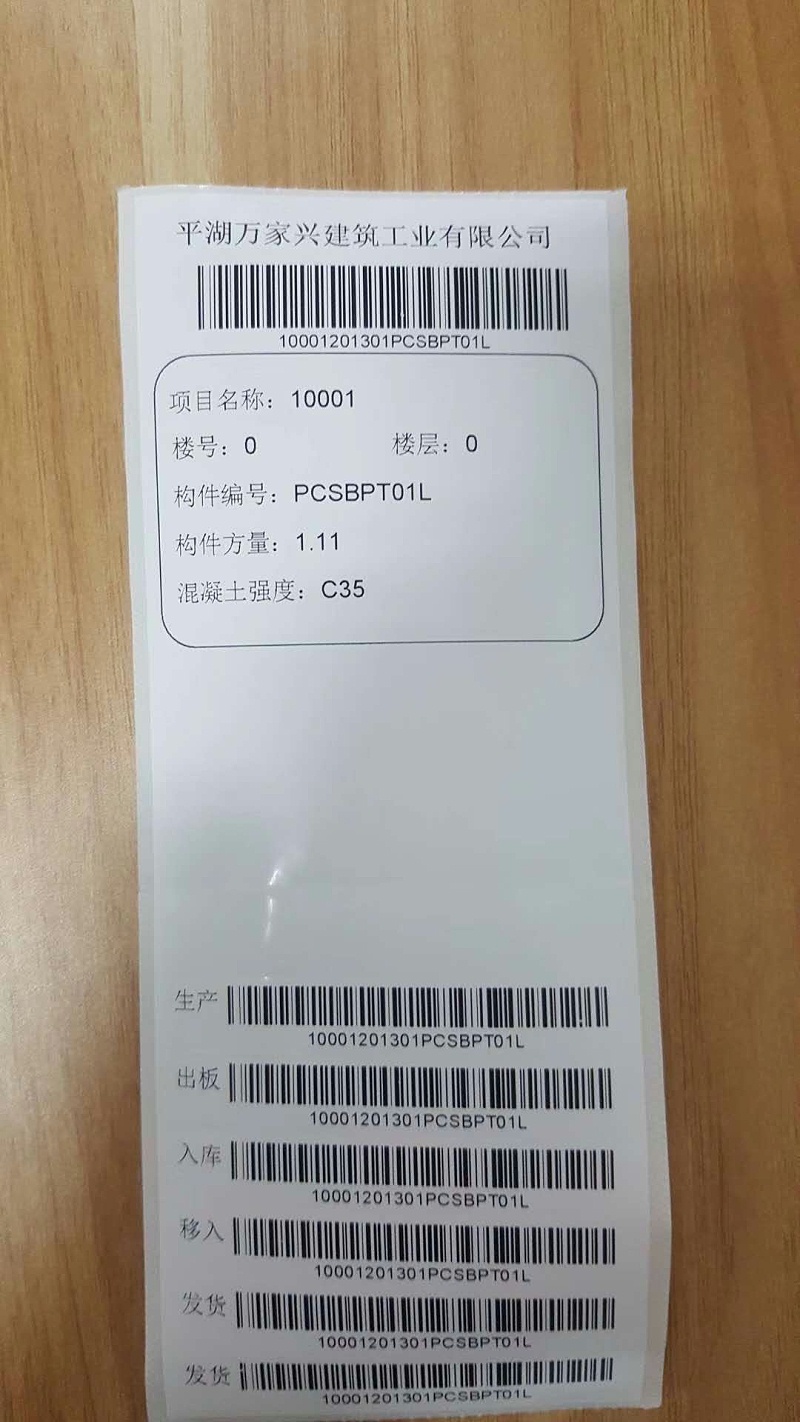 平湖万家兴建筑工业有限公司
10001201301PCSBPT01L
项目名称：10001
楼号：0 楼层：0
构件编号：PCSBPT01L
构件方量：1.11
混凝土强度：C35
生产
10001201301PCSBPT01L
出板
10001201301PCSBPT01L
入库
10001201301PCSBPT01L
移入
10001201301PCSBPT01L
发货
10001201301PCSBPT01L
发货
10001201301PCSBPT01L